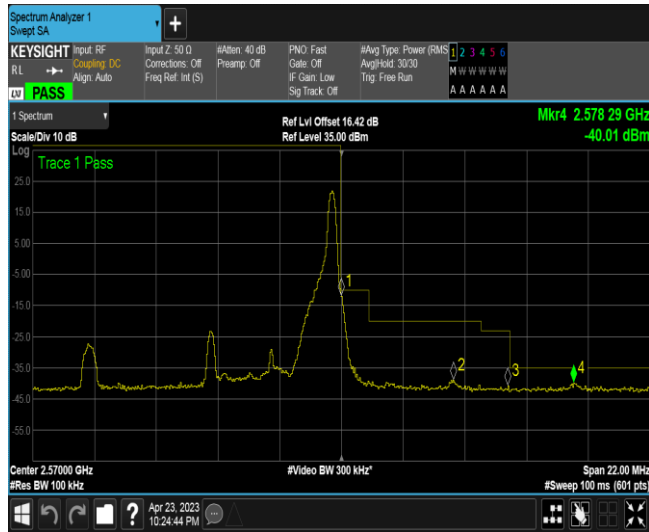 Spectrum Analyzer 1
Swept SA
KEYSIGHT Input: RF Input Z: 50 Ω #Atten: 40 dB PNO: Fast #Avg Type: Power (RMS 1 2 3 4 5 6
RL Coupling: DC Corrections: Off Preamp: Off Gate: Off Avg|Hold: 30/30 M W W W W W
Align: Auto Freq Ref: Int (S) IF Gain: Low Trig: Free Run
LXI PASS Sig Track: Off A A A A A A
1 Spectrum Ref Lvl Offset 16.42 dB Mkr4 2.578 29 GHz
Scale/Div 10 dB Ref Level 35.00 dBm -40.01 dBm
Log
Trace 1 Pass
25.0
15.0
5.00
1
-5.00
-15.0
-25.0
2 3 4
-35.0
-45.0
-55.0
Center 2.57000 GHz #Video BW 300 kHz* Span 22.00 MHz
#Res BW 100 kHz #Sweep 100 ms (601 pts)
? Apr 23, 2023
10:24:44 PM